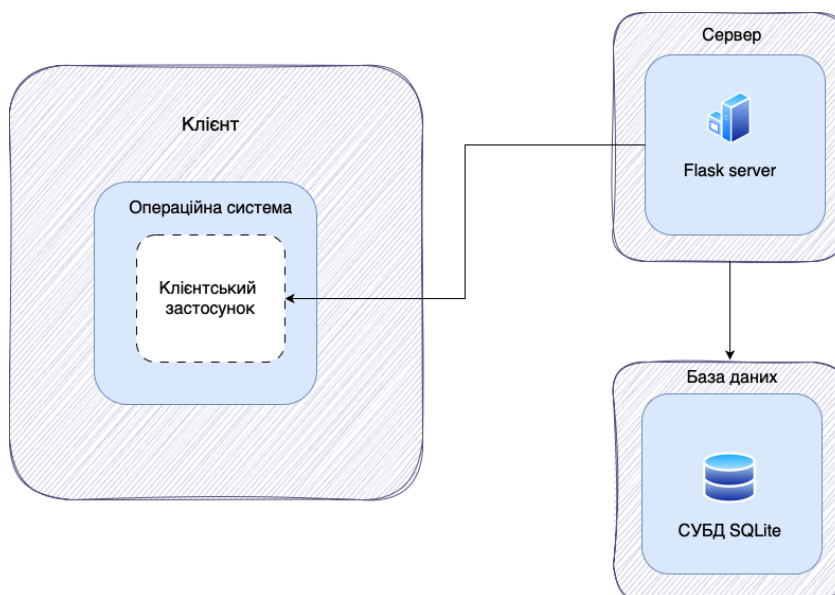 Клієнт
Операційна система
Клієнтський
застосунок
Сервер
Flask server
База даних
СУБД SQLite